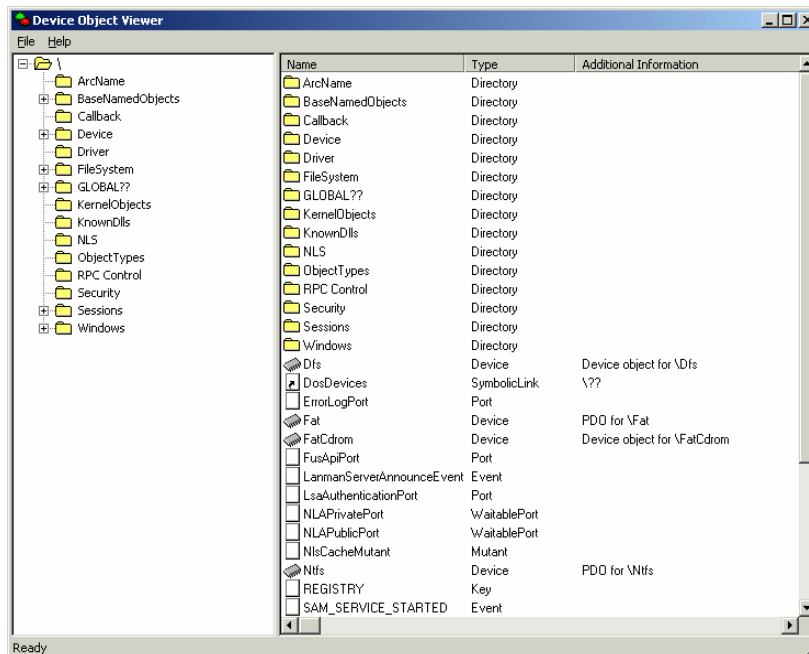 Device Object Viewer
File Help
\
ArcName
BaseNamedObjects
Callback
Device
Driver
FileSystem
GLOBAL??
KernelObjects
KnownDlls
NLS
ObjectTypes
RPC Control
Security
Sessions
Windows
Name Type Additional Information
ArcName Directory
BaseNamedObjects Directory
Callback Directory
Device Directory
Driver Directory
FileSystem Directory
GLOBAL?? Directory
KernelObjects Directory
KnownDlls Directory
NLS Directory
ObjectTypes Directory
RPC Control Directory
Security Directory
Sessions Directory
Windows Directory
Dfs Device Device object for \Dfs
DosDevices SymbolicLink \??
ErrorLogPort Port
Fat Device PDO for \Fat
FatCdrom Device Device object for \FatCdrom
FusApiPort Port
LanmanServerAnnounceEvent Event
LsaAuthenticationPort Port
NLAPrivatePort WaitablePort
NLAPublicPort WaitablePort
NlsCacheMutant Mutant
Ntfs Device PDO for \Ntfs
REGISTRY Key
SAM_SERVICE_STARTED Event
Ready